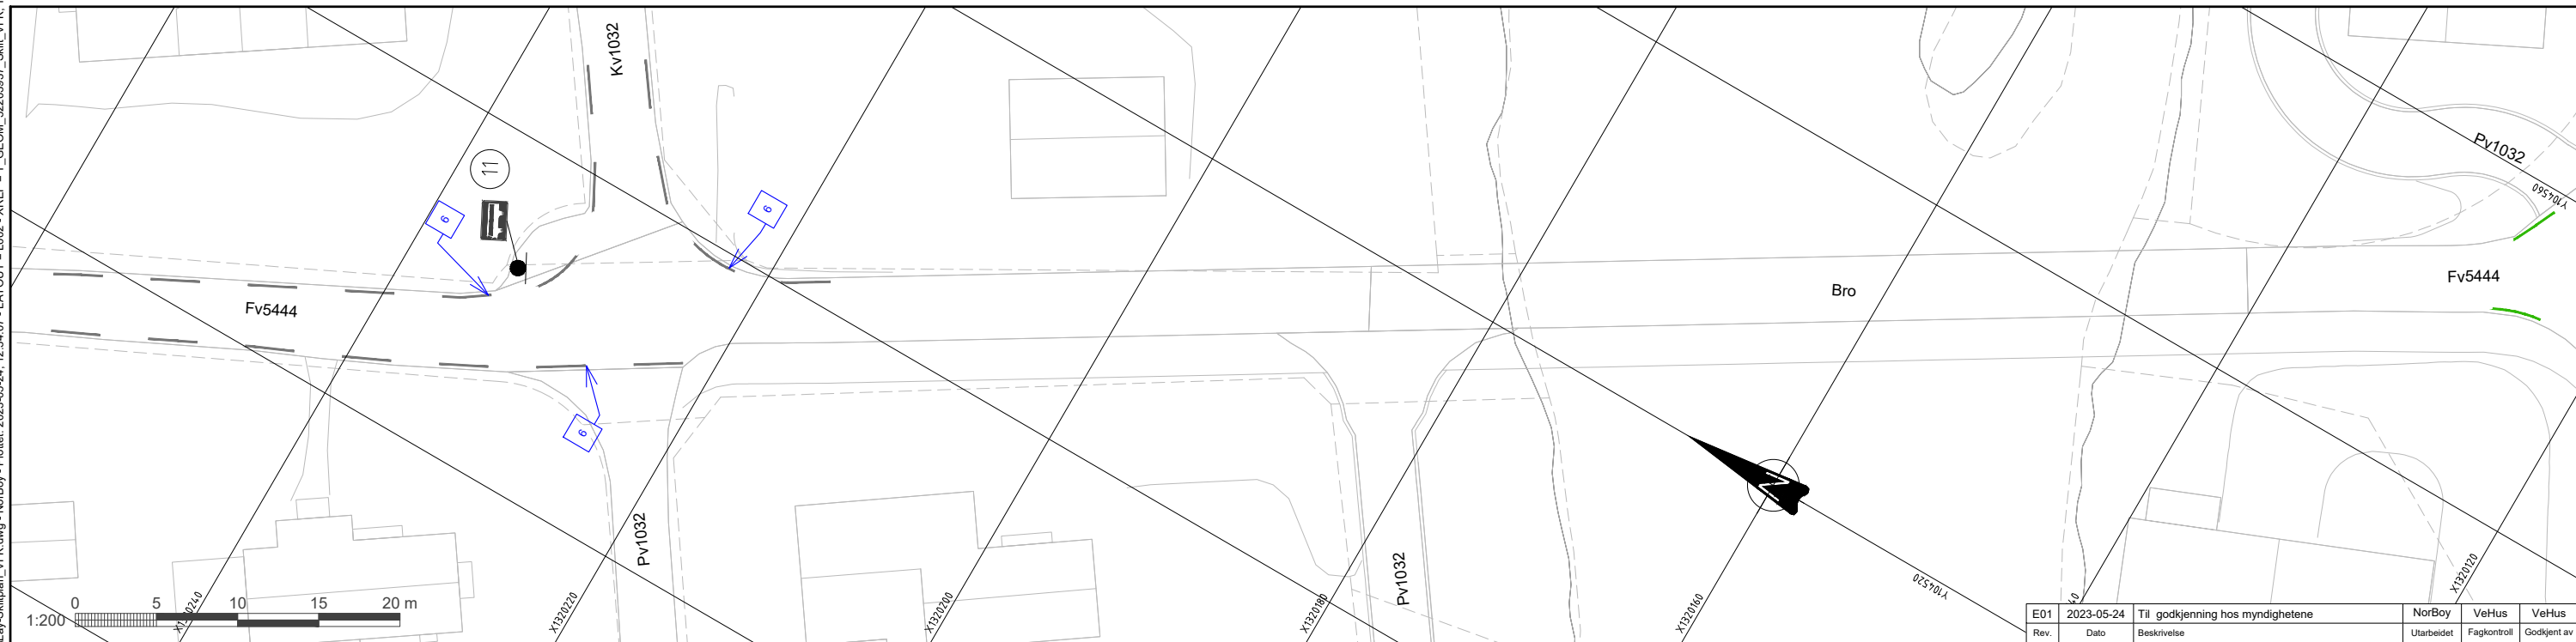 Kv1032
11
6
6
Pv1032
Y104560
Fv5444
Bro
Fv5444
6
Pv1032
Pv1032
Y104520
X1320220
X1320200
X1320180
X1320160
X1320120
0 5 10 15 20 m
1:200
E01 2023-05-24 Til godkjenning hos myndighetene NorBoy VeHus VeHus
Rev. Dato Beskrivelse Utarbeidet Fagkontroll Godkjent av